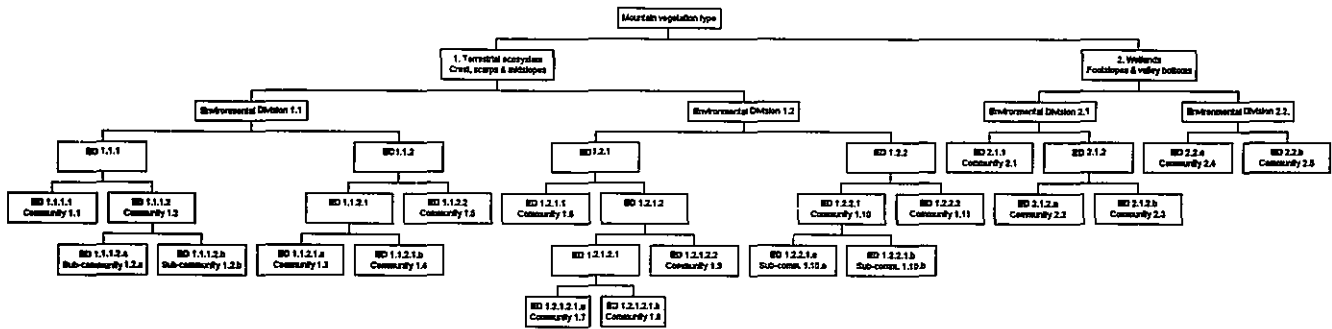 Mountain vegetation type
1. Terrestrial ecosystem
Crest, scarps & midslopes
2. Wetlands
Footslopes & valley bottoms
Environmental Division 1.1
Environmental Division 1.2
Environmental Division 2.1
Environmental Division 2.2.
ED 1.1.1
ED 1.1.2
ED 1.2.1
ED 1.2.2
ED 2.1.1
Community 2.1
ED 2.1.2
ED 2.2.a
Community 2.4
ED 2.2.b
Community 2.5
ED 1.1.1.1
Community 1.1
ED 1.1.1.2
Community 1.2
ED 1.1.2.1
ED 1.1.2.2
Community 1.5
ED 1.2.1.1
Community 1.6
ED 1.2.1.2
ED 1.2.2.1
Community 1.10
ED 1.2.2.2
Community 1.11
ED 2.1.2.a
Community 2.2
ED 2.1.2.b
Community 2.3
ED 1.1.1.2.a
Sub-community 1.2.a
ED 1.1.1.2.b
Sub-community 1.2.b
ED 1.1.2.1.a
Community 1.3
ED 1.1.2.1.b
Community 1.4
ED 1.2.1.2.1
ED 1.2.1.2.2
Community 1.9
ED 1.2.2.1.a
Sub-comm. 1.10.a
ED 1.2.2.1.b
Sub-comm. 1.10.b
ED 1.2.1.2.1.a
Community 1.7
ED 1.2.1.2.1.b
Community 1.8